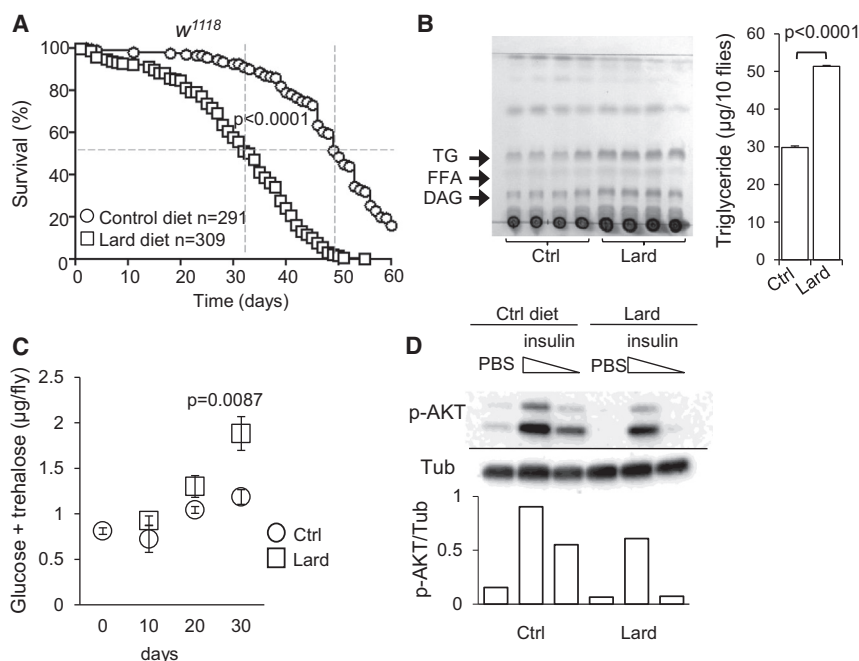 A
w1118
100
80
60
40
20
0
Survival (%)
p<0.0001
Control diet n=291
Lard diet n=309
0 10 20 30 40 50 60
Time (days)
B
TG
FFA
DAG
Ctrl Lard
p<0.0001
Triglyceride (µg/10 flies)
60
50
40
30
20
10
0
Ctrl Lard
C
Glucose + trehalose (µg/fly)
2.5
2
1.5
1
0.5
0
p=0.0087
Ctrl
Lard
0 10 20 30
days
D
Ctrl diet Lard
insulin insulin
PBS PBS
p-AKT
Tub
p-AKT/Tub
1
0.5
0
Ctrl Lard